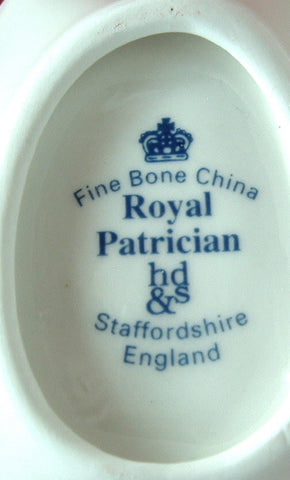 Fine Bone China
Royal
Patrician
hd
&s
Staffordshire
England